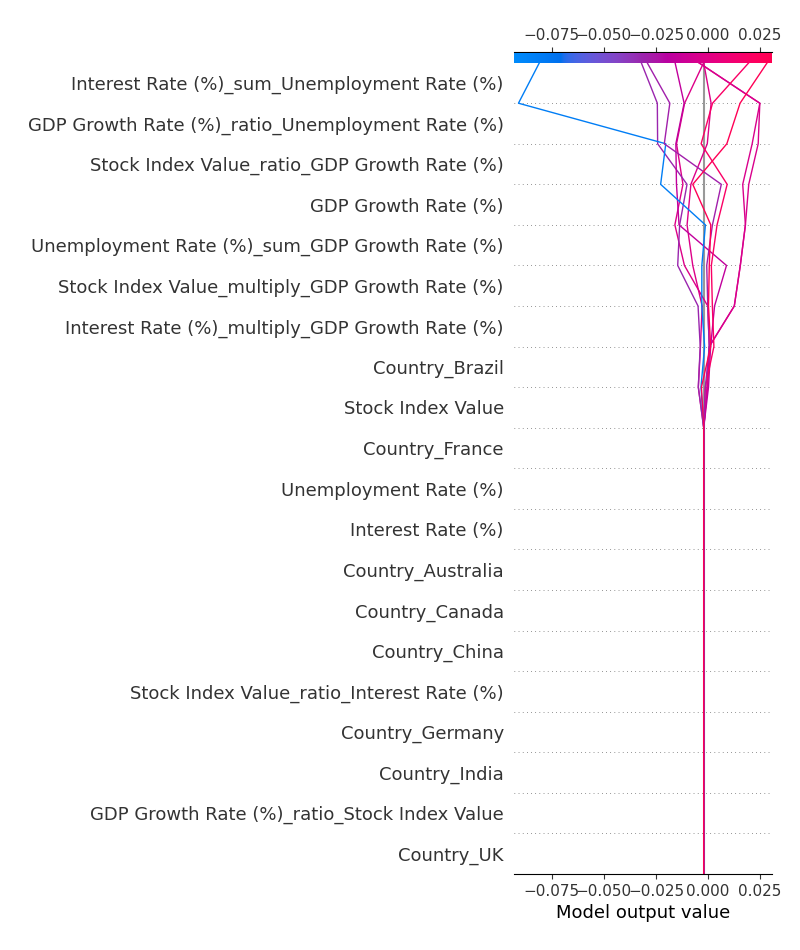 −0.075 −0.050 −0.025 0.000 0.025
Interest Rate (%)_sum_Unemployment Rate (%)
GDP Growth Rate (%)_ratio_Unemployment Rate (%)
Stock Index Value_ratio_GDP Growth Rate (%)
GDP Growth Rate (%)
Unemployment Rate (%)_sum_GDP Growth Rate (%)
Stock Index Value_multiply_GDP Growth Rate (%)
Interest Rate (%)_multiply_GDP Growth Rate (%)
Country_Brazil
Stock Index Value
Country_France
Unemployment Rate (%)
Interest Rate (%)
Country_Australia
Country_Canada
Country_China
Stock Index Value_ratio_Interest Rate (%)
Country_Germany
Country_India
GDP Growth Rate (%)_ratio_Stock Index Value
Country_UK
−0.075 −0.050 −0.025 0.000 0.025
Model output value